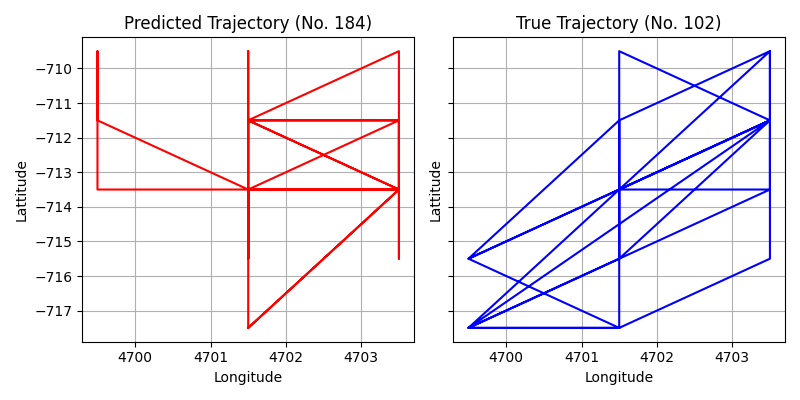 Predicted Trajectory (No. 184)
True Trajectory (No. 102)
−710
−711
−712
−713
−714
−715
−716
−717
Lattitude
Lattitude
4700 4701 4702 4703
4700 4701 4702 4703
Longitude
Longitude